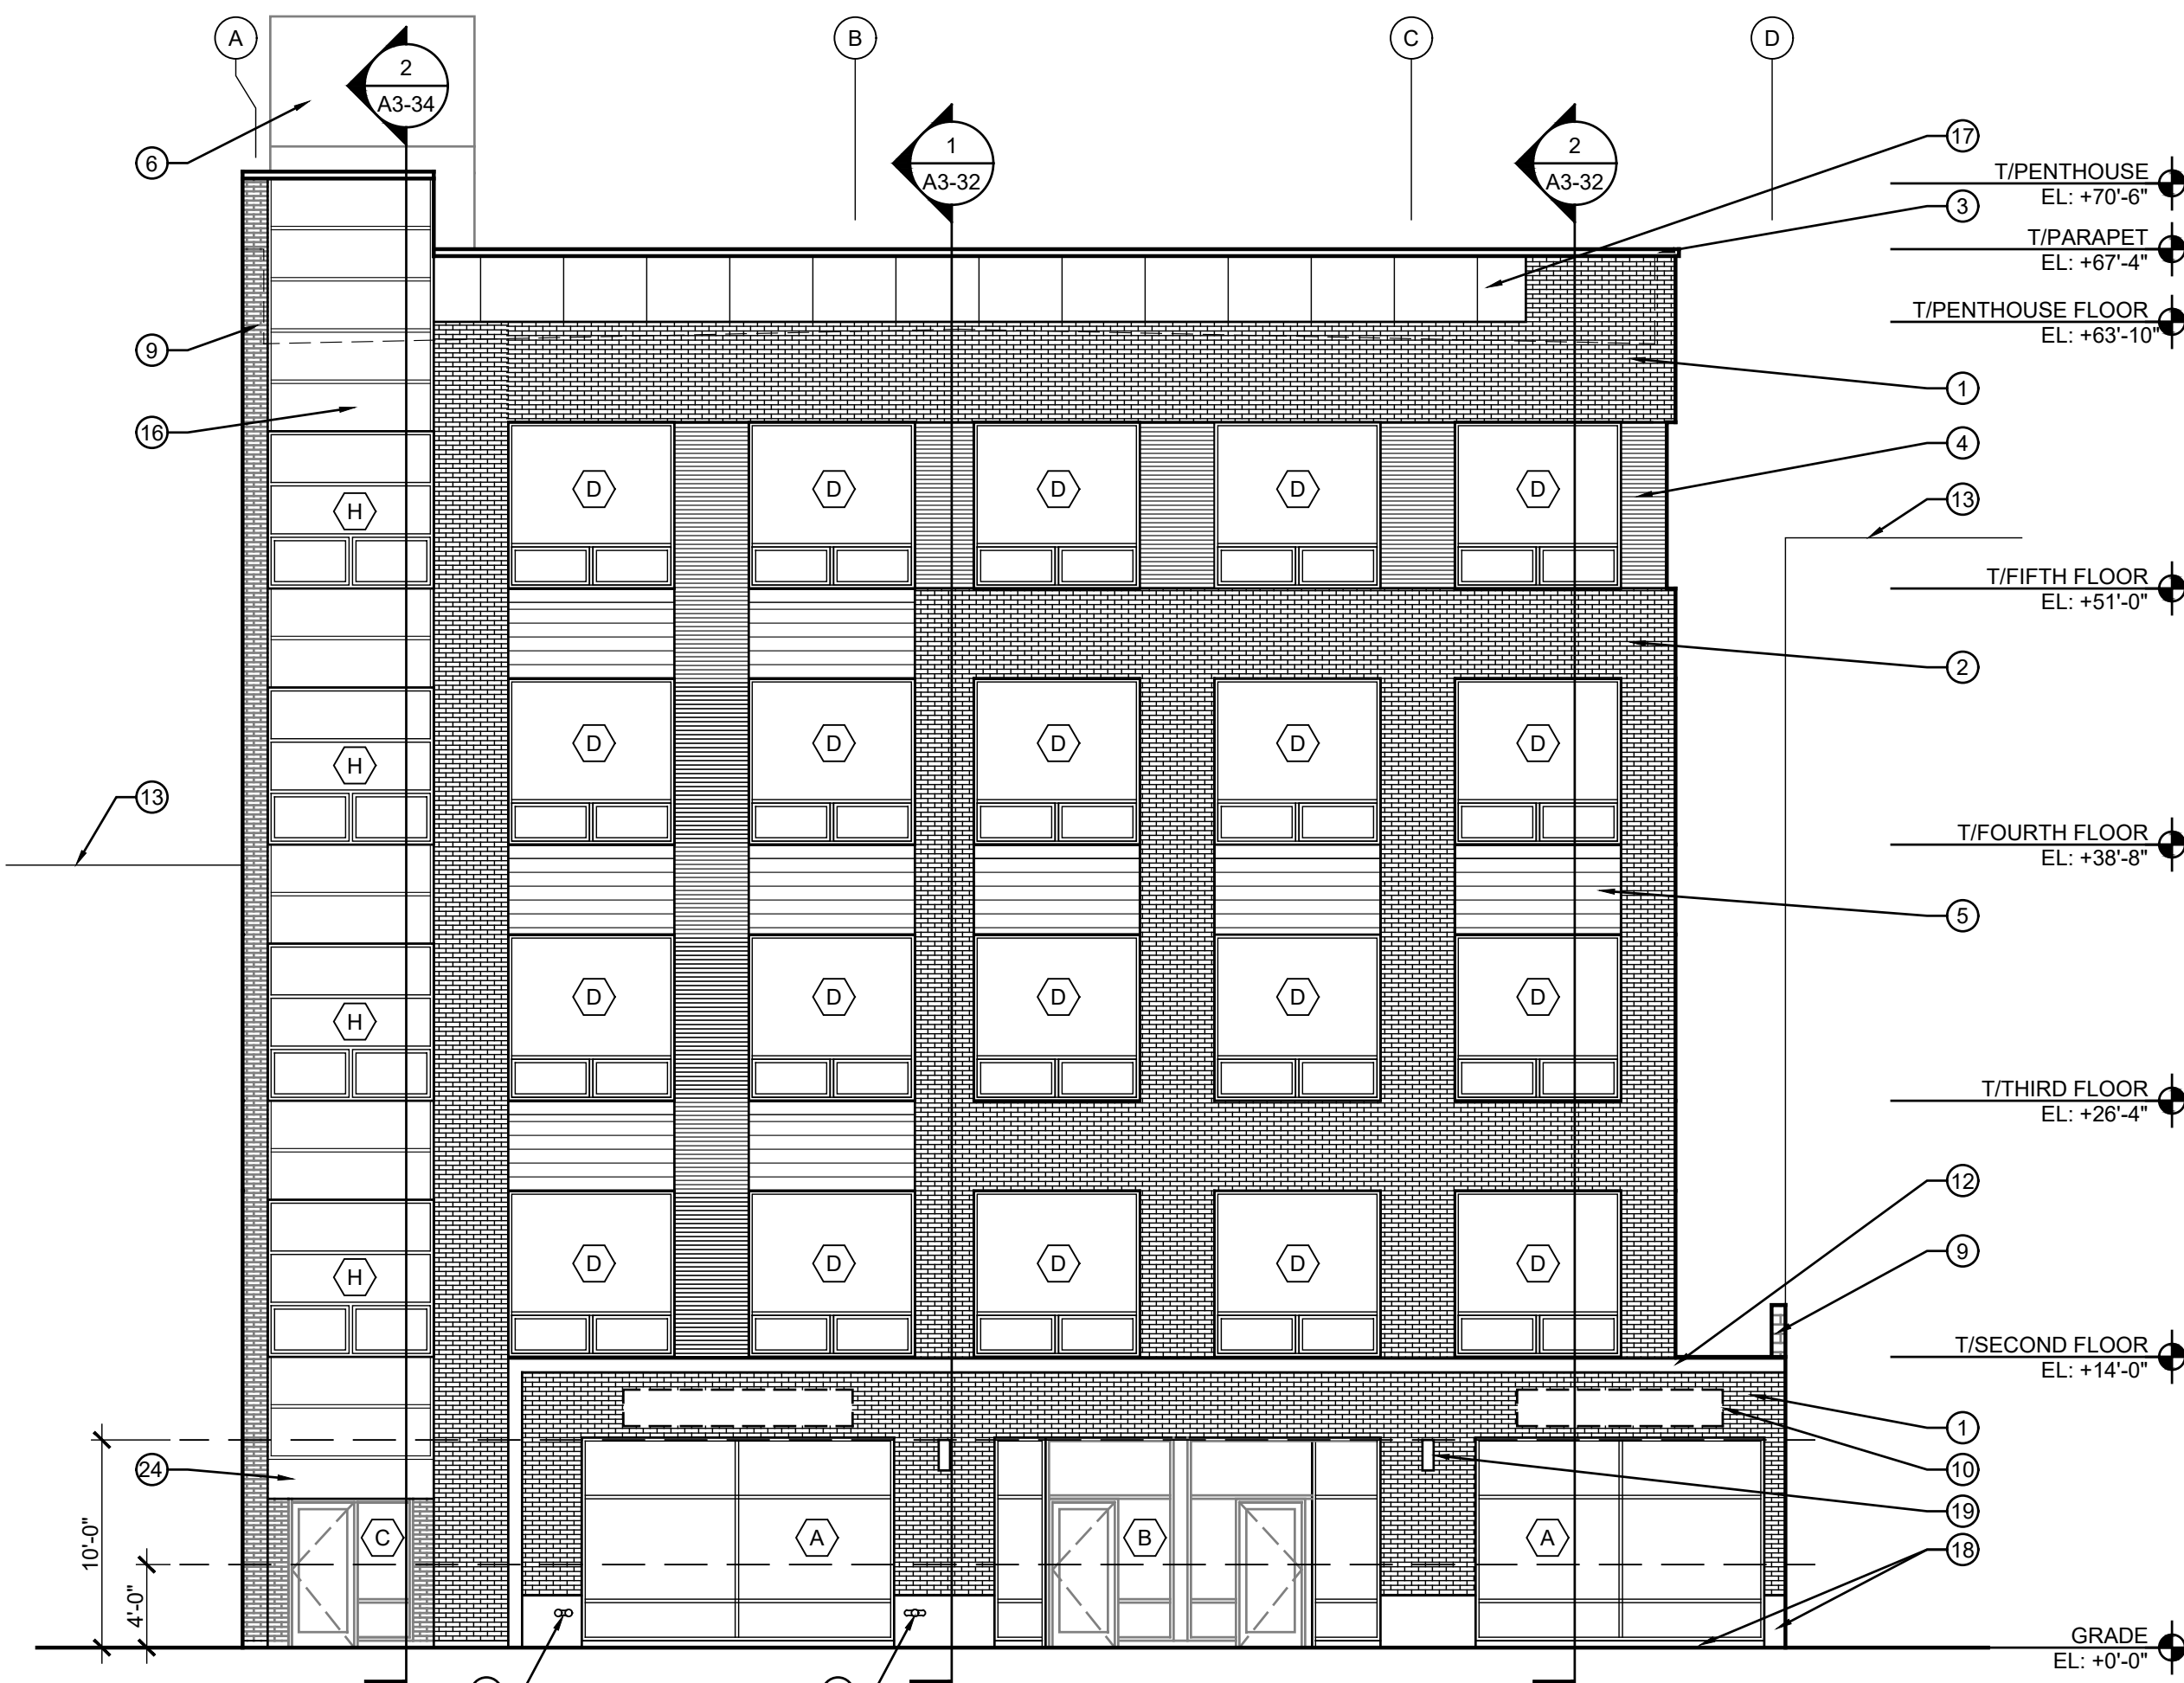 A
B
C
D
2
A3-34
1
A3-32
2
A3-32
6
17
T/PENTHOUSE
EL: +70'-6"
3
T/PARAPET
EL: +67'-4"
T/PENTHOUSE FLOOR
EL: +63'-10"
9
1
16
4
D
D
D
D
D
13
H
T/FIFTH FLOOR
EL: +51'-0"
2
D
D
D
D
D
H
13
T/FOURTH FLOOR
EL: +38'-8"
5
D
D
D
D
D
H
T/THIRD FLOOR
EL: +26'-4"
12
9
D
D
D
D
D
H
T/SECOND FLOOR
EL: +14'-0"
1
24
10
19
10'-0"
C
A
B
A
18
4'-0"
GRADE
EL: +0'-0"